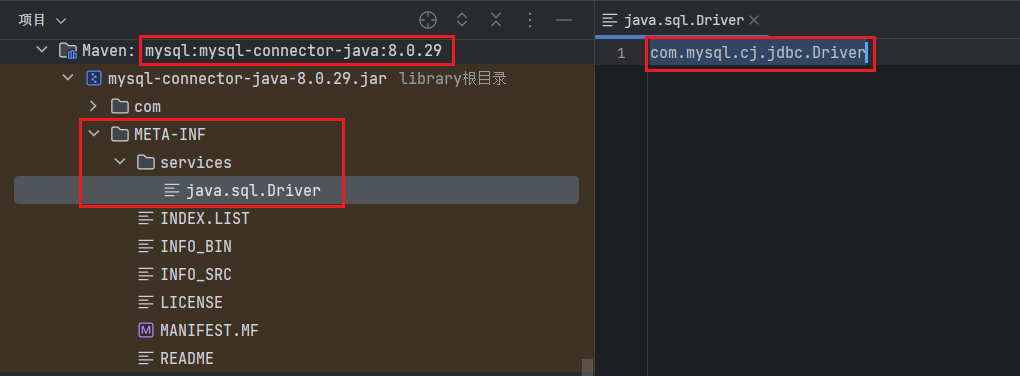 项目
Maven: mysql:mysql-connector-java:8.0.29
mysql-connector-java-8.0.29.jar library根目录
com
META-INF
services
java.sql.Driver
INDEX.LIST
INFO_BIN
INFO_SRC
LICENSE
M MANIFEST.MF
README
java.sql.Driver
1 com.mysql.cj.jdbc.Driver